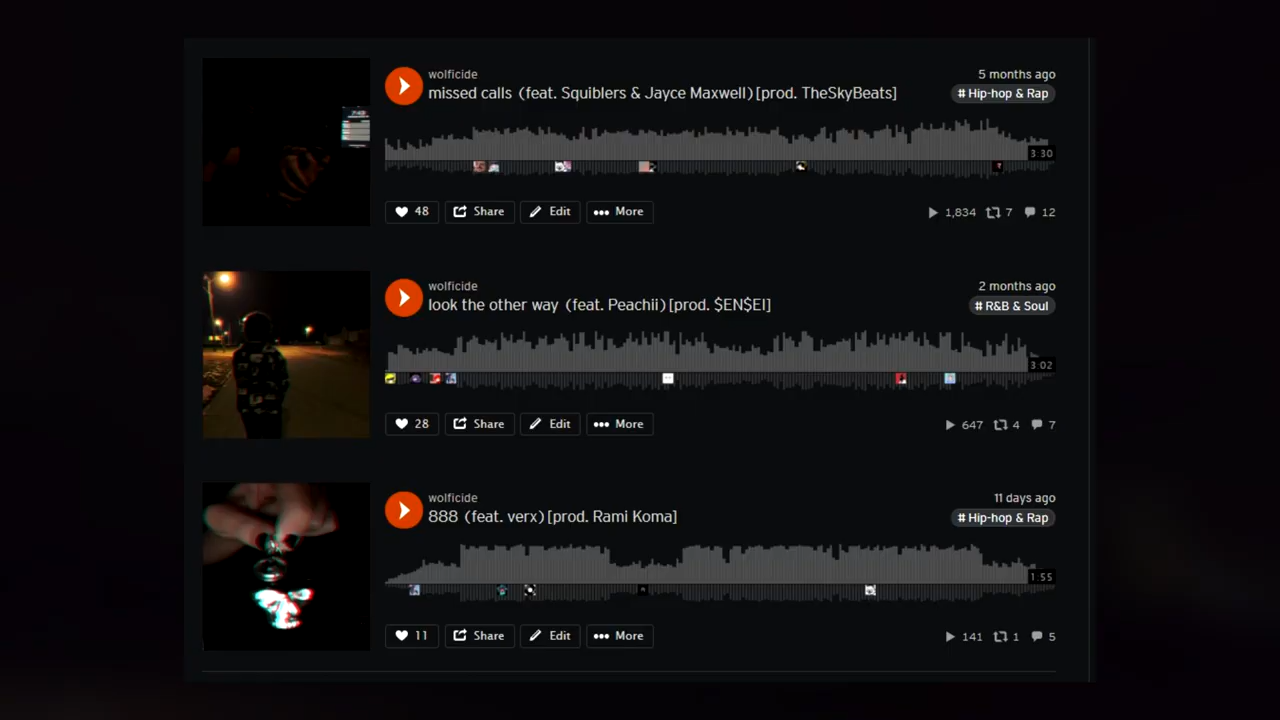 wolficide
5 months ago
missed calls (feat. Squiblers & Jayce Maxwell)[prod. TheSkyBeats]
# Hip-hop & Rap
3:30
48 Share Edit More
1,834 7 12
wolficide
2 months ago
look the other way (feat. Peachii)[prod. $EN$EI]
# R&B & Soul
3:02
28 Share Edit More
647 4 7
wolficide
11 days ago
888 (feat. verx)[prod. Rami Koma]
# Hip-hop & Rap
1:55
11 Share Edit More
141 1 5